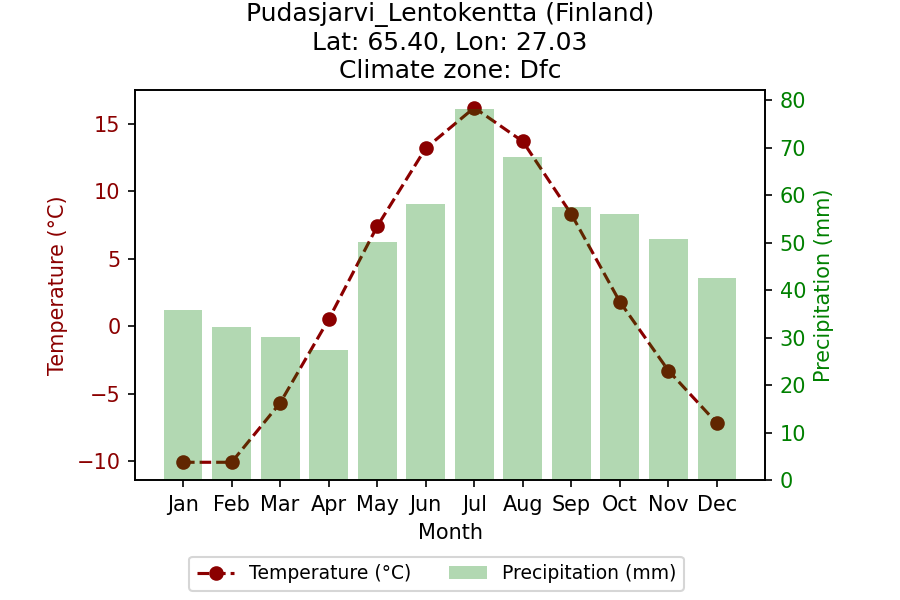 Pudasjarvi_Lentokentta (Finland)
Lat: 65.40, Lon: 27.03
Climate zone: Dfc
Temperature (°C)
15
10
5
0
−5
−10
80
70
60
50
40
30
20
10
0
Precipitation (mm)
Jan Feb Mar Apr May Jun Jul Aug Sep Oct Nov Dec
Month
Temperature (°C) Precipitation (mm)